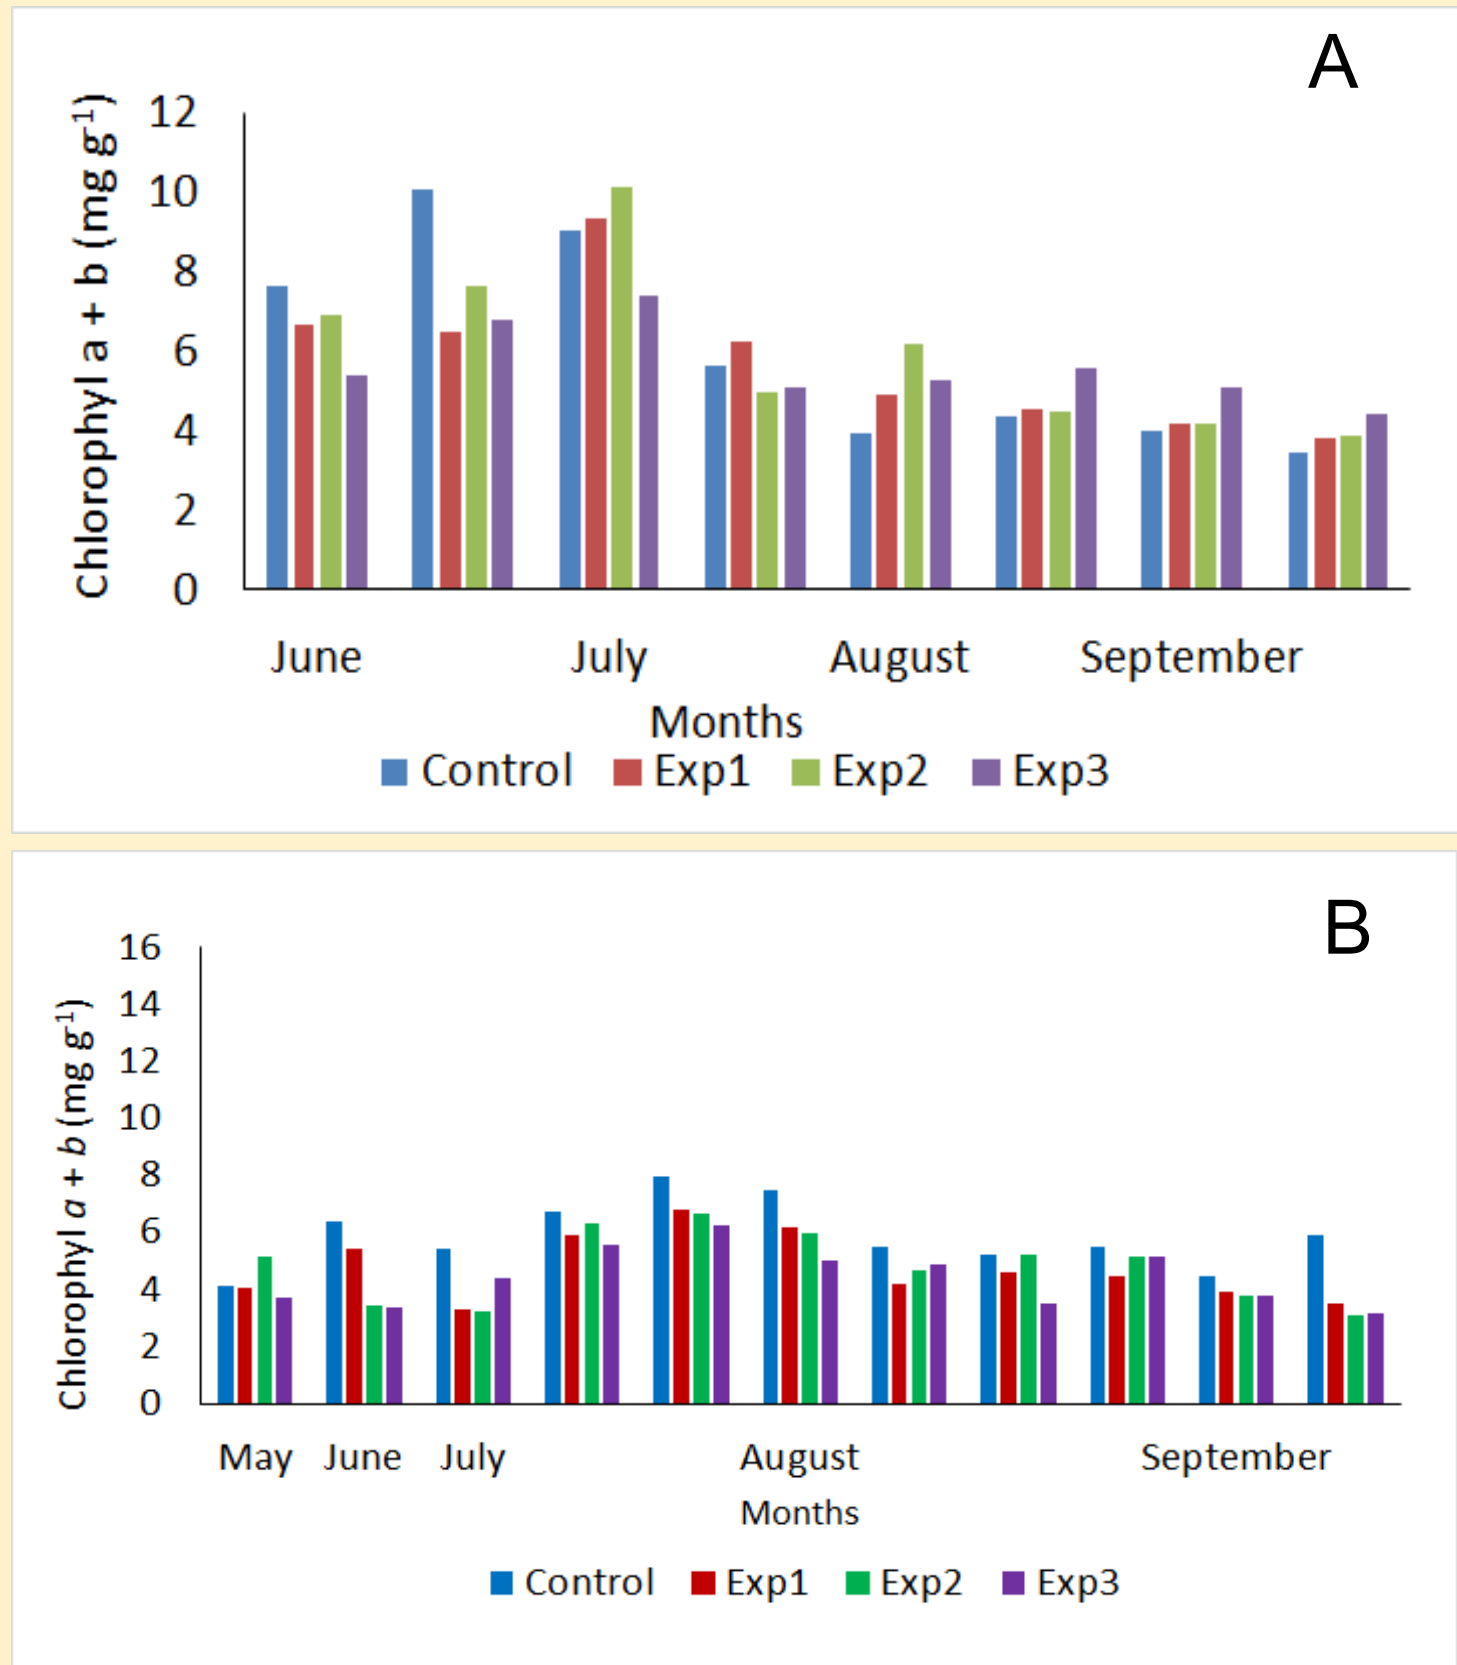 A
Chlorophyl a + b (mg g-1)
12
10
8
6
4
2
0
June July August September
Months
Control Exp1 Exp2 Exp3
B
Chlorophyl a + b (mg g-1)
16
14
12
10
8
6
4
2
0
May June July August September
Months
Control Exp1 Exp2 Exp3